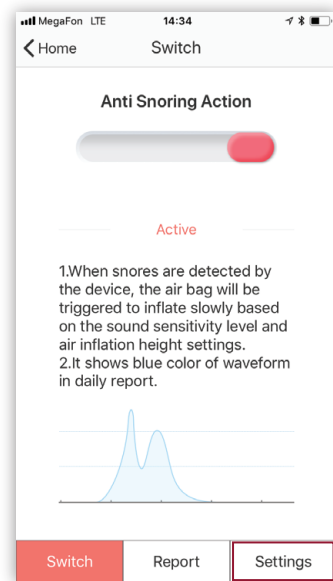 MegaFon LTE 14:34
Home Switch
Anti Snoring Action
Active
1.When snores are detected by
the device, the air bag will be
triggered to inflate slowly based
on the sound sensitivity level and
air inflation height settings.
2.It shows blue color of waveform
in daily report.
Switch Report Settings